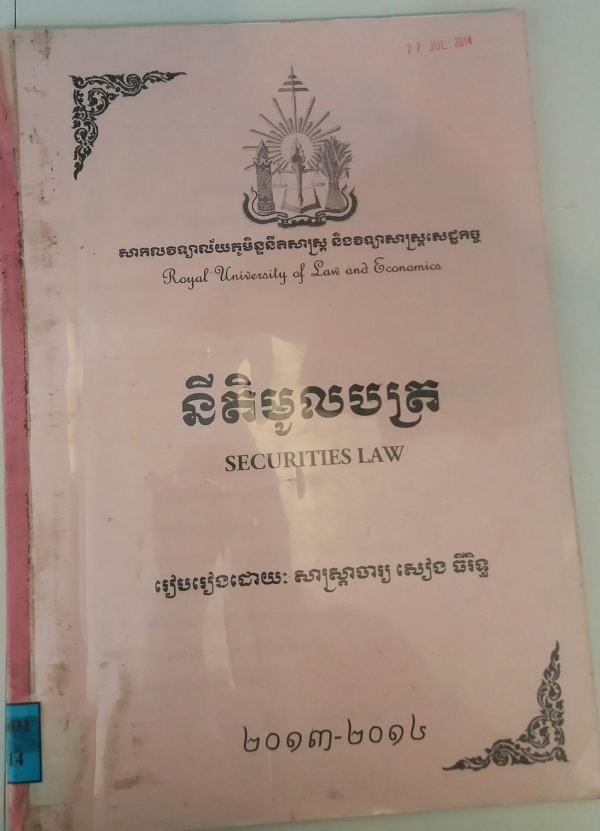 22 JUL 2014
សាកលវិទ្យាល័យភូមិន្ទនីតិសាស្ត្រ និងវិទ្យាសាស្ត្រសេដ្ឋកិច្ច
Royal University of Law and Economics
នីតិមូលបត្រ
SECURITIES LAW
រៀបរៀងដោយ: សាស្ត្រាចារ្យ សៀង ធីរិទ្ធ
២០១៣-២០១៤
14